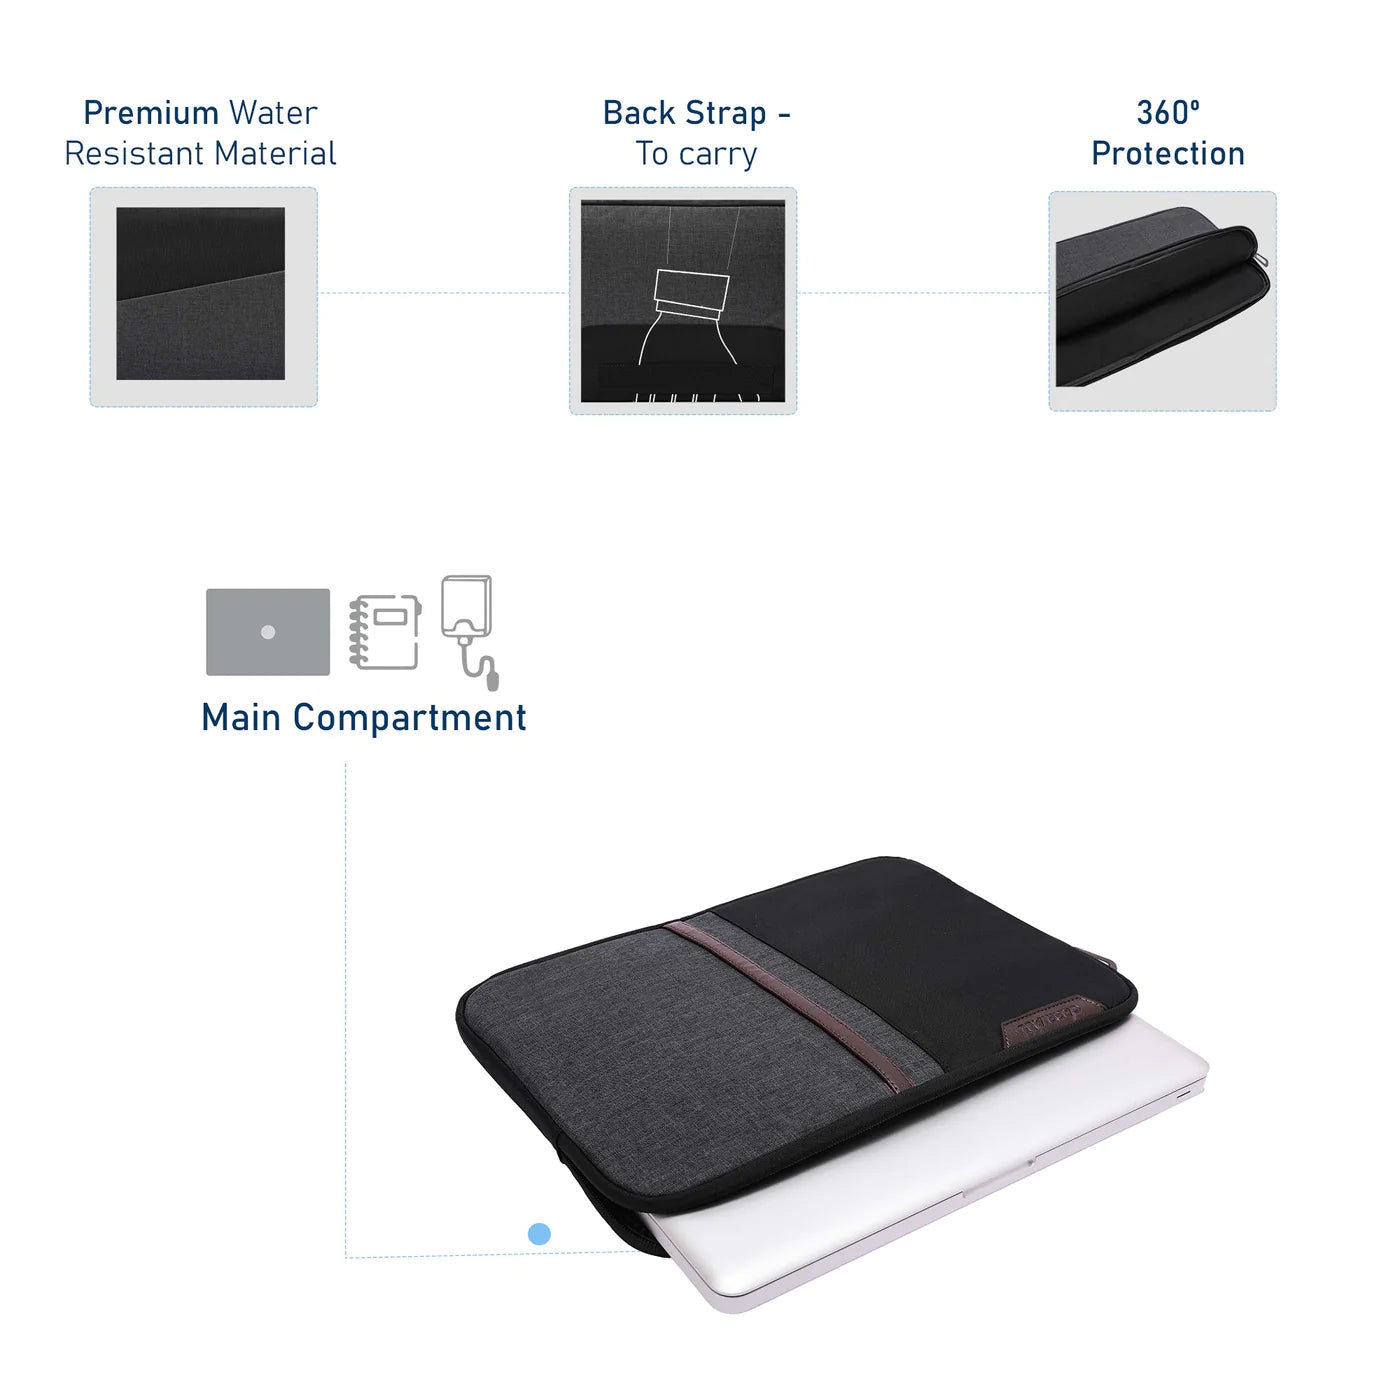 Premium Water
Resistant Material
Back Strap -
To carry
360°
Protection
Main Compartment